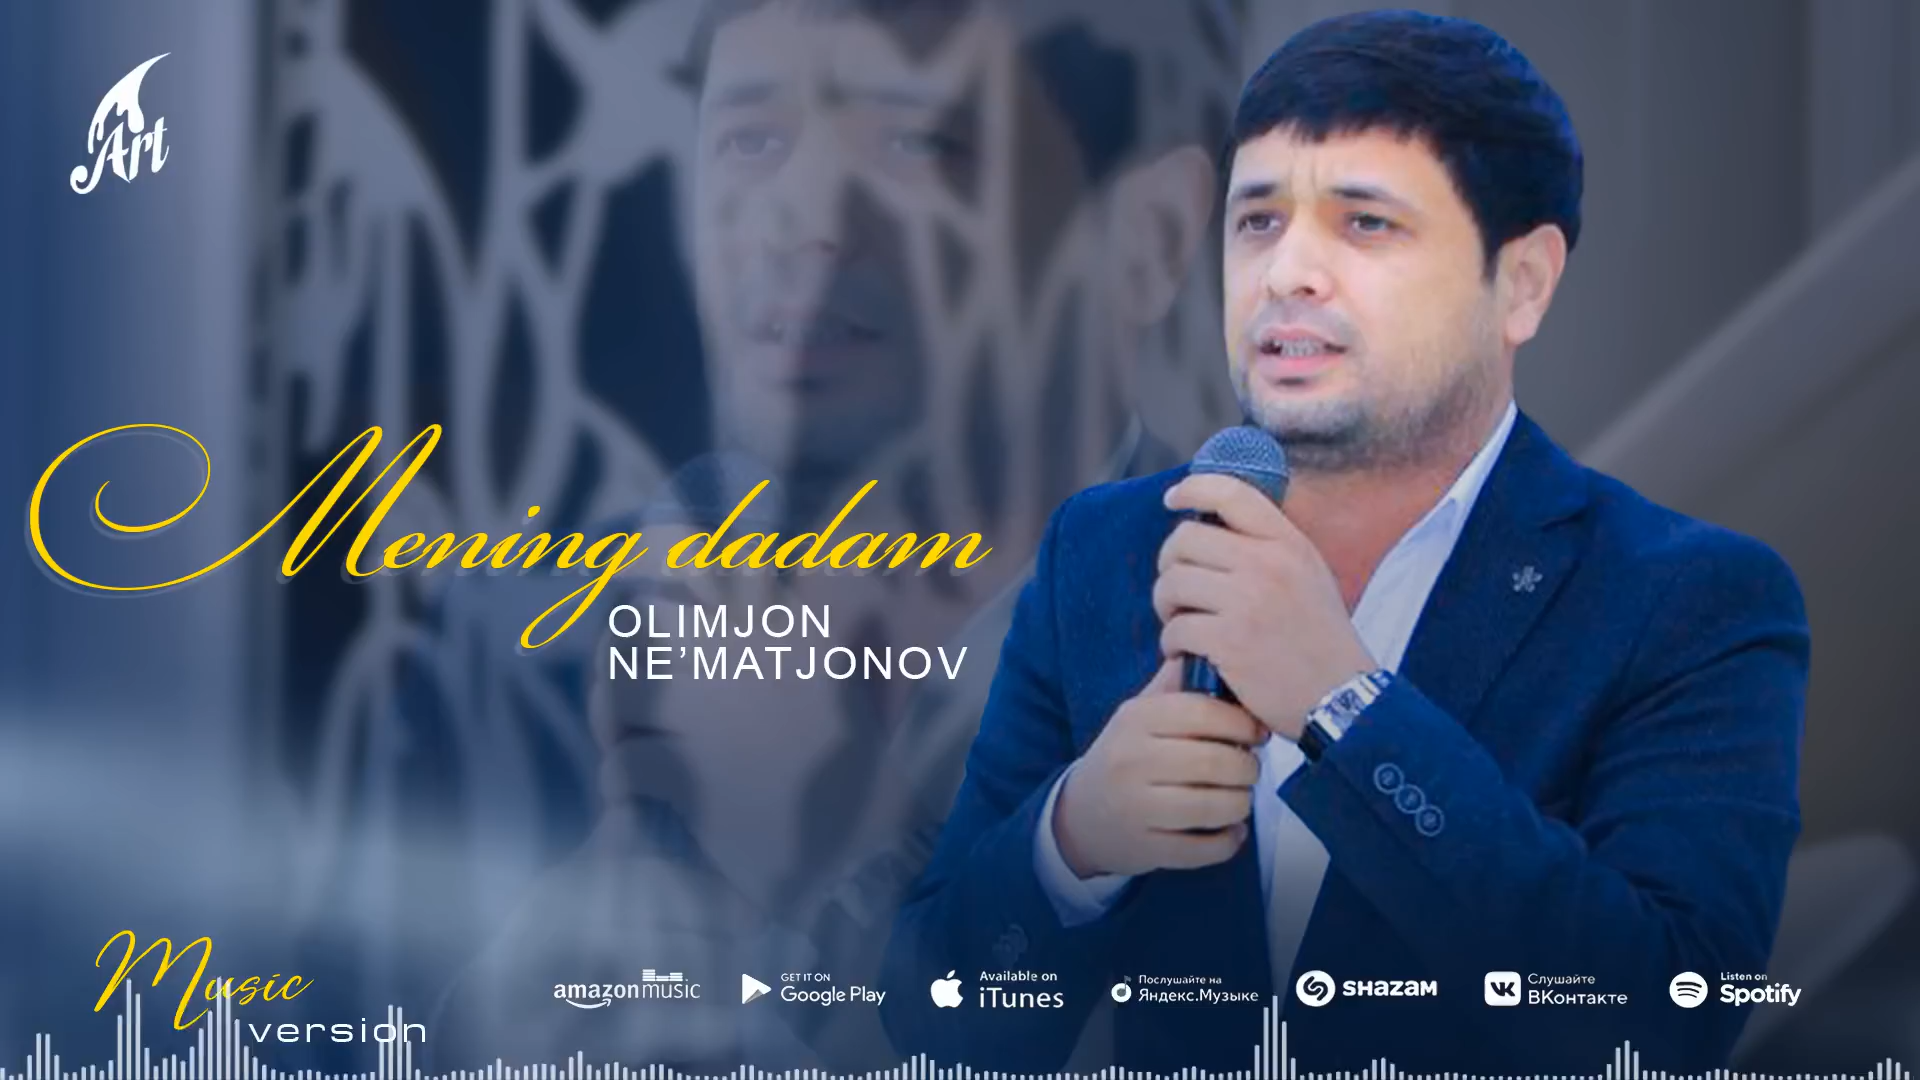 Art
Mening dadam
OLIMJON
NE’MATJONOV
Music
version
amazon music
GET IT ON
Google Play
Available on
iTunes
Послушайте на
Яндекс.Музыке
SHAZAM
Слушайте
ВКонтакте
Listen on
Spotify